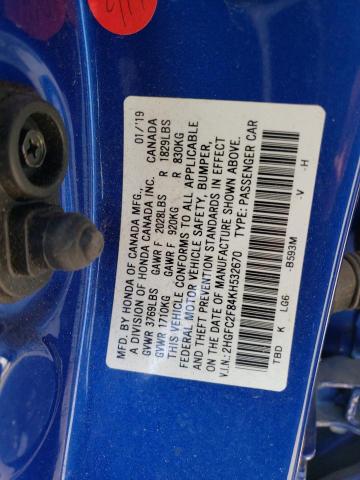 MFD. BY HONDA OF CANADA MFG.,
A DIVISION OF HONDA CANADA INC. CANADA 01/'19
GVWR 3769LBS GAWR F 2028LBS R 1829LBS
GVWR 1710KG GAWR F 920KG R 830KG
THIS VEHICLE CONFORMS TO ALL APPLICABLE
FEDERAL MOTOR VEHICLE SAFETY, BUMPER,
AND THEFT PREVENTION STANDARDS IN EFFECT
ON THE DATE OF MANUFACTURE SHOWN ABOVE.
V.I.N.: 2HGFC2F84KH532670 TYPE: PASSENGER CAR
TBD K LG6 -B593M -V -H